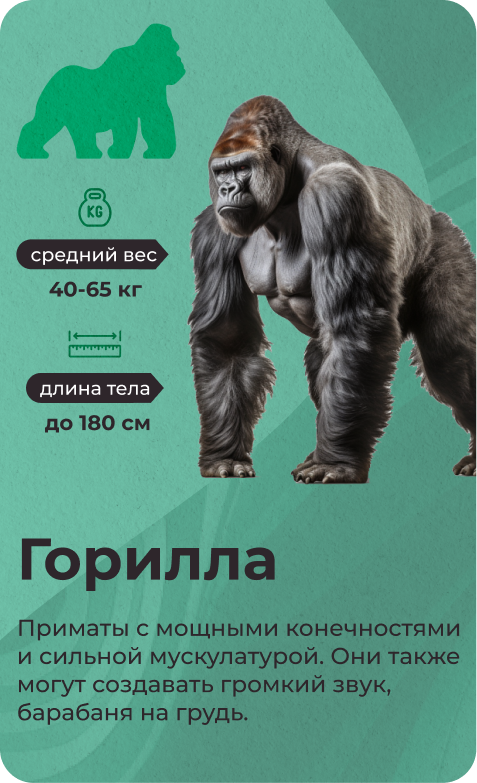 KG
средний вес
40-65 кг
длина тела
до 180 см
Горилла
Приматы с мощными конечностями
и сильной мускулатурой. Они также
могут создавать громкий звук,
барабаня на грудь.